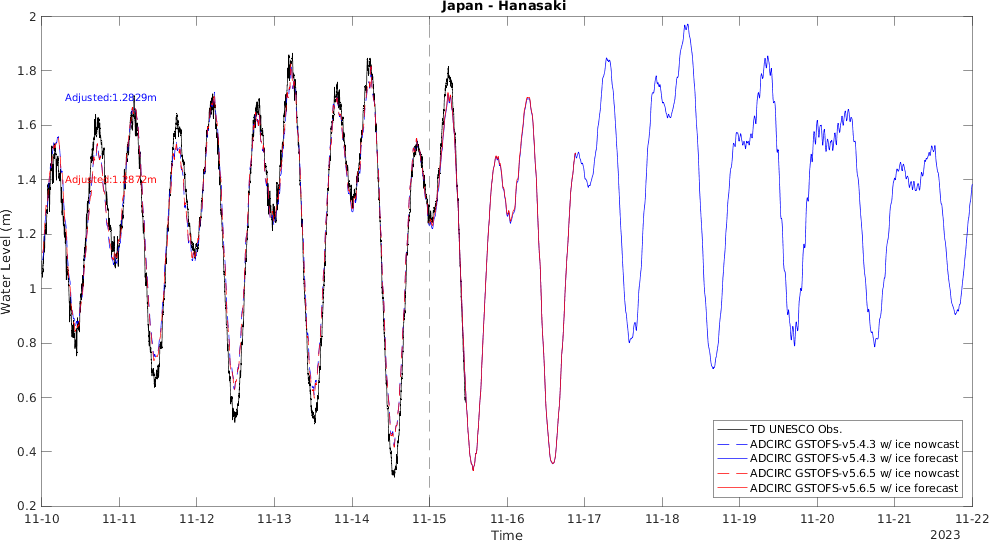 Japan - Hanasaki
2
1.8
1.6
1.4
1.2
1
0.8
0.6
0.4
0.2
Water Level (m)
Adjusted:1.2829m
Adjusted:1.2872m
TD UNESCO Obs.
ADCIRC GSTOFS-v5.4.3 w/ ice nowcast
ADCIRC GSTOFS-v5.4.3 w/ ice forecast
ADCIRC GSTOFS-v5.6.5 w/ ice nowcast
ADCIRC GSTOFS-v5.6.5 w/ ice forecast
11-10 11-11 11-12 11-13 11-14 11-15 11-16 11-17 11-18 11-19 11-20 11-21 11-22
Time
2023